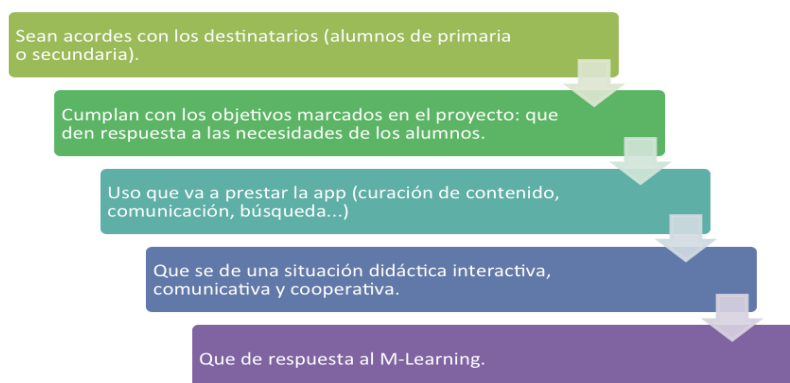 Sean acordes con los destinatarios (alumnos de primaria
o secundaria).
Cumplan con los objetivos marcados en el proyecto: que
den respuesta a las necesidades de los alumnos.
Uso que va a prestar la app (curación de contenido,
comunicación, búsqueda...)
Que se de una situación didáctica interactiva,
comunicativa y cooperativa.
Que de respuesta al M-Learning.